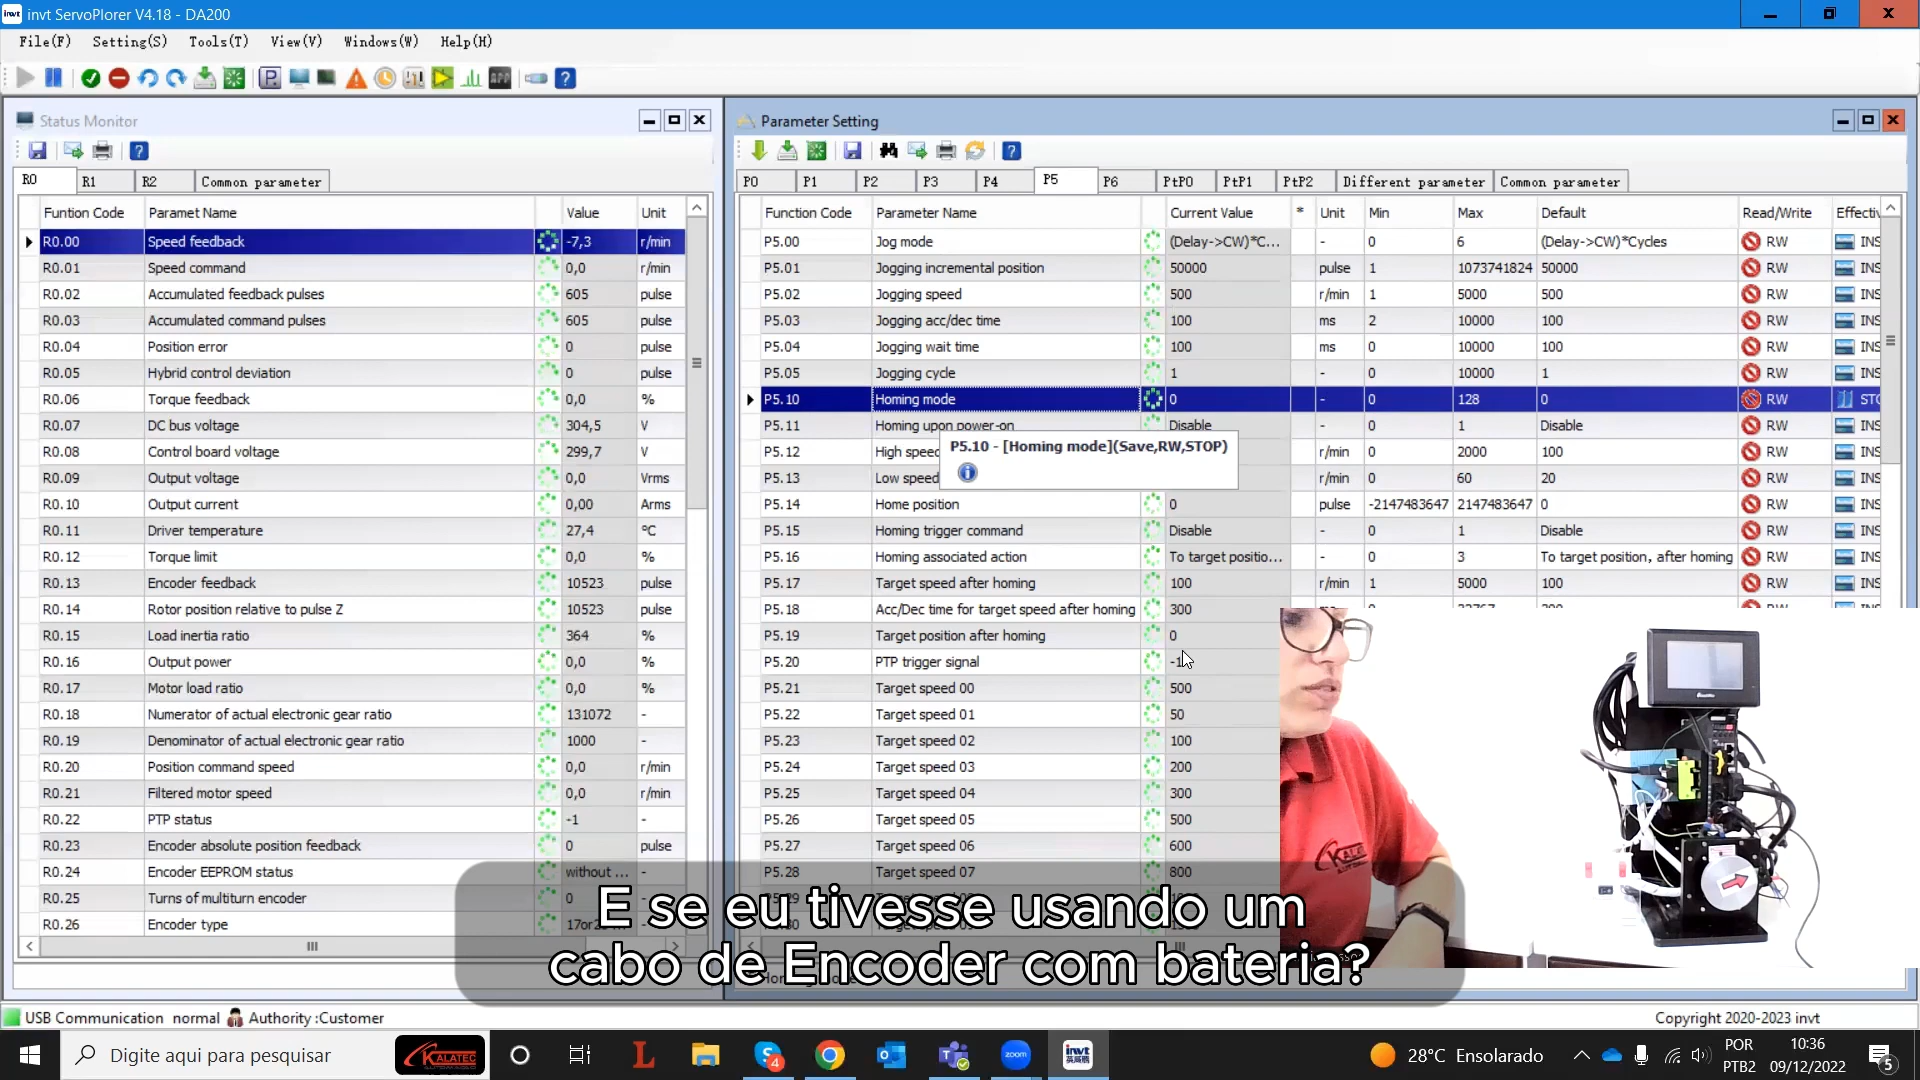 invt ServoPlorer V4.18 - DA200
File(F) Setting(S) Tools(T) View(V) Windows(W) Help(H)
Status Monitor
R0 R1 R2 Common parameter
Funtion Code Paramet Name Value Unit
R0.00 Speed feedback -7,3 r/min
R0.01 Speed command 0,0 r/min
R0.02 Accumulated feedback pulses 605 pulse
R0.03 Accumulated command pulses 605 pulse
R0.04 Position error 0 pulse
R0.05 Hybrid control deviation 0 pulse
R0.06 Torque feedback 0,0 %
R0.07 DC bus voltage 304,5 V
R0.08 Control board voltage 299,7 V
R0.09 Output voltage 0,0 Vrms
R0.10 Output current 0,00 Arms
R0.11 Driver temperature 27,4 ºC
R0.12 Torque limit 0,0 %
R0.13 Encoder feedback 10523 pulse
R0.14 Rotor position relative to pulse Z 10523 pulse
R0.15 Load inertia ratio 364 %
R0.16 Output power 0,0 %
R0.17 Motor load ratio 0,0 %
R0.18 Numerator of actual electronic gear ratio 131072 -
R0.19 Denominator of actual electronic gear ratio 1000 -
R0.20 Position command speed 0,0 r/min
R0.21 Filtered motor speed 0,0 r/min
R0.22 PTP status -1 -
R0.23 Encoder absolute position feedback 0 pulse
R0.24 Encoder EEPROM status without ... -
R0.25 Turns of multiturn encoder 0
R0.26 Encoder type
Parameter Setting
P0 P1 P2 P3 P4 P5 P6 PtP0 PtP1 PtP2 Different parameter Common parameter
Function Code Parameter Name Current Value * Unit Min Max Default Read/Write Effectiv
P5.00 Jog mode (Delay->CW)*C... - 0 6 (Delay->CW)*Cycles RW INS
P5.01 Jogging incremental position 50000 pulse 1 1073741824 50000 RW INS
P5.02 Jogging speed 500 r/min 1 5000 500 RW INS
P5.03 Jogging acc/dec time 100 ms 2 10000 100 RW INS
P5.04 Jogging wait time 100 ms 0 10000 100 RW INS
P5.05 Jogging cycle 1 - 0 10000 1 RW INS
P5.10 Homing mode 0 - 0 128 0 RW STO
P5.11 Homing upon power-on Disable - 0 1 Disable RW INS
P5.10 - [Homing mode](Save,RW,STOP)
P5.12 High speed r/min 0 2000 100 RW INS
P5.13 Low speed r/min 0 60 20 RW INS
P5.14 Home position 0 pulse -2147483647 2147483647 0 RW INS
P5.15 Homing trigger command Disable - 0 1 Disable RW INS
P5.16 Homing associated action To target positio... - 0 3 To target position, after homing RW INS
P5.17 Target speed after homing 100 r/min 1 5000 100 RW INS
P5.18 Acc/Dec time for target speed after homing 300
P5.19 Target position after homing 0
P5.20 PTP trigger signal -1
P5.21 Target speed 00 500
P5.22 Target speed 01 50
P5.23 Target speed 02 100
P5.24 Target speed 03 200
P5.25 Target speed 04 300
P5.26 Target speed 05 500
P5.27 Target speed 06 600
P5.28 Target speed 07 800
KALATEC
E se eu tivesse usando um
cabo de Encoder com bateria?
USB Communication normal Authority :Customer
Copyright 2020-2023 invt
Digite aqui para pesquisar
KALATEC
4
zoom
invt
28°C Ensolarado
POR
PTB2
10:36
09/12/2022
5